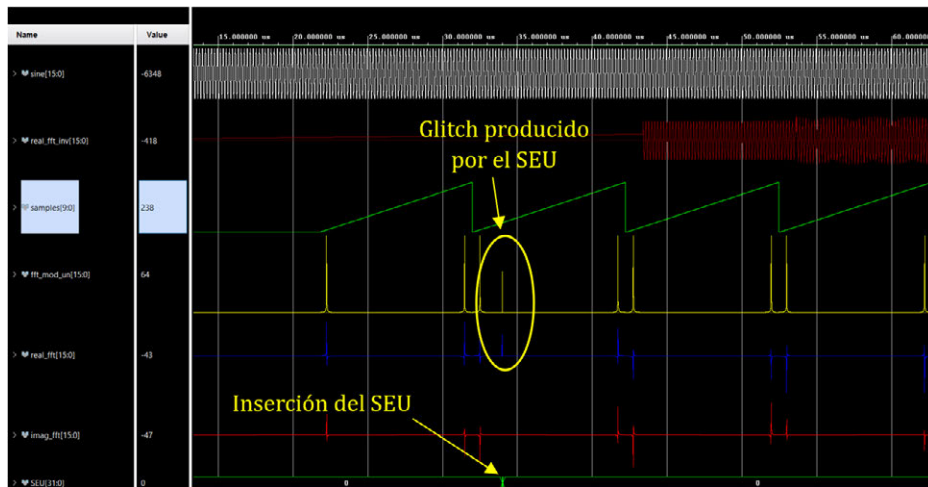 Name Value
15.000000 us 20.000000 us 25.000000 us 30.000000 us 35.000000 us 40.000000 us 45.000000 us 50.000000 us 55.000000 us 60.000000
sine[15:0] -6348
Glitch producido
por el SEU
real_fft_inv[15:0] -418
samples[9:0] 238
fft_mod_un[15:0] 64
real_fft[15:0] -43
Inserción del SEU
imag_fft[15:0] -47
SEU[31:0] 0 0 0